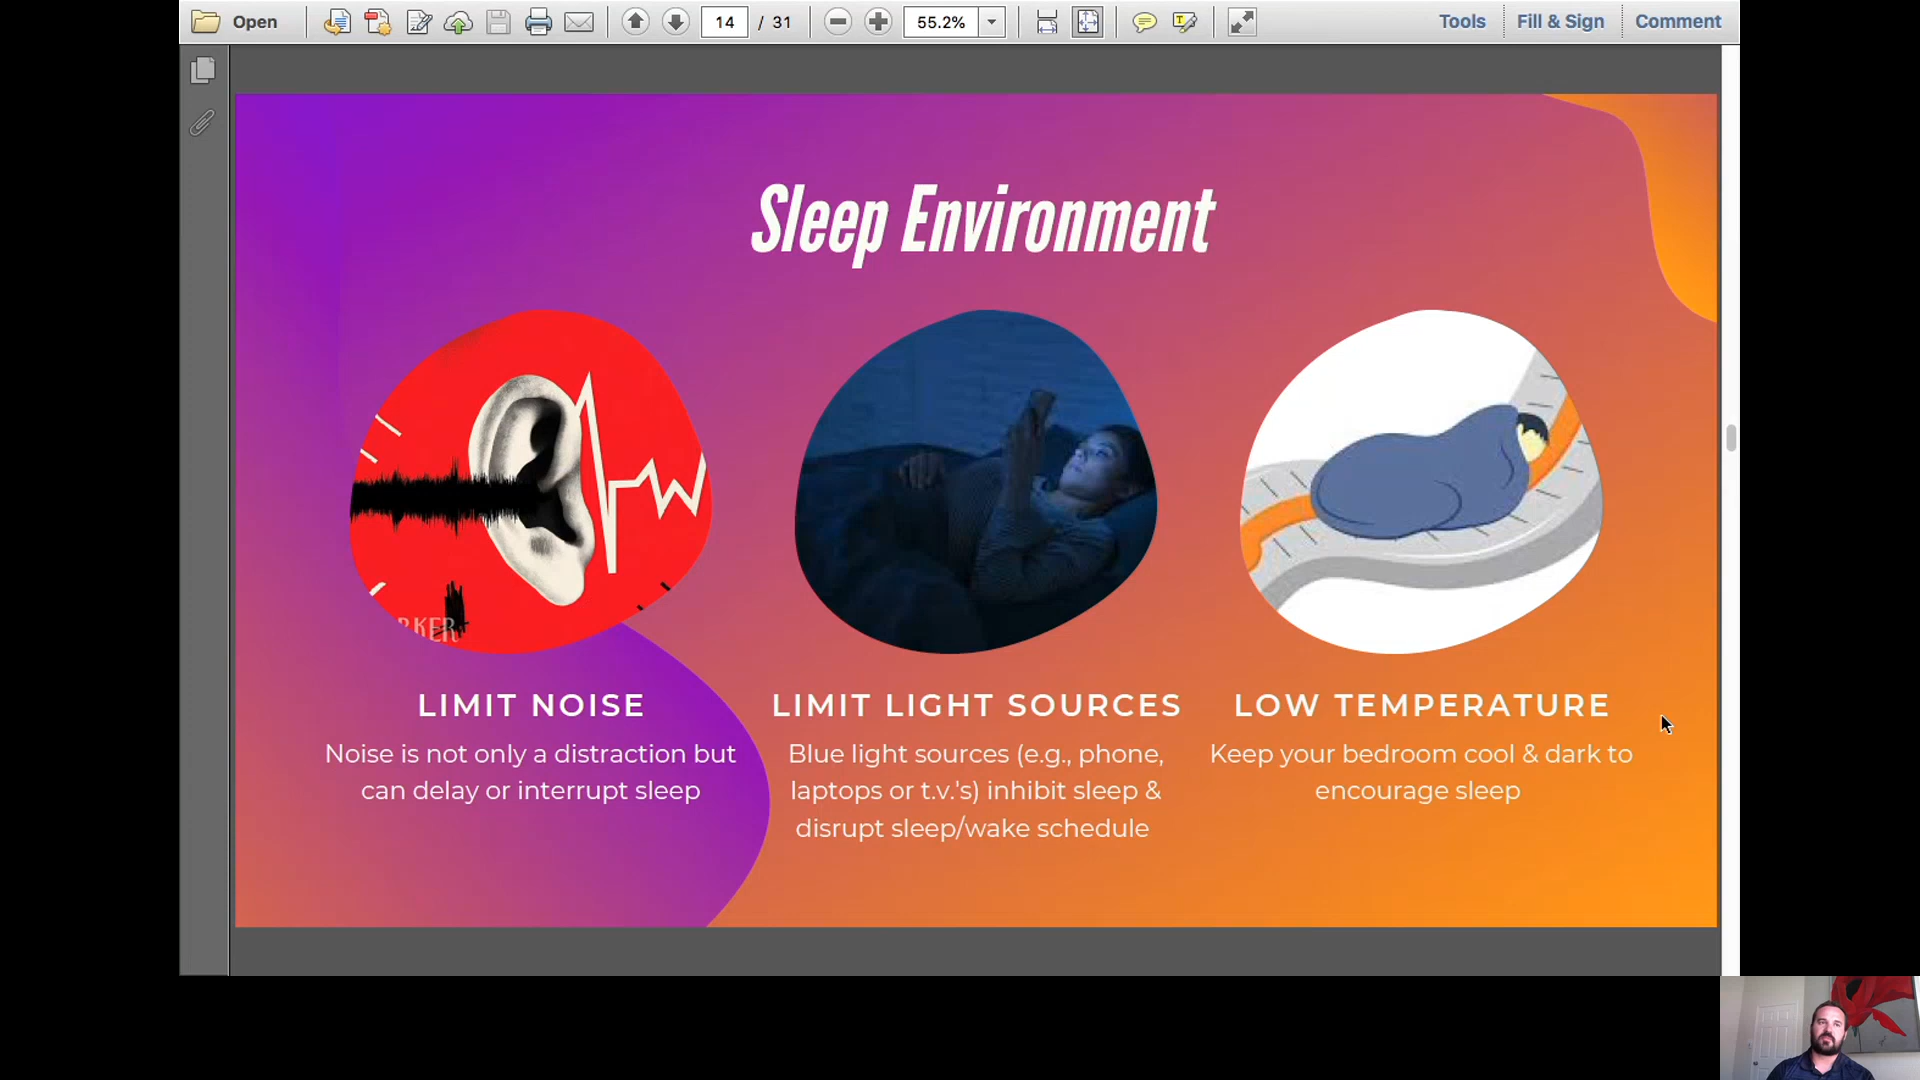 Open
14 / 31
55.2%
Tools
Fill & Sign
Comment
Sleep Environment
LIMIT NOISE
Noise is not only a distraction but
can delay or interrupt sleep
LIMIT LIGHT SOURCES
Blue light sources (e.g., phone,
laptops or t.v.'s) inhibit sleep &
disrupt sleep/wake schedule
LOW TEMPERATURE
Keep your bedroom cool & dark to
encourage sleep